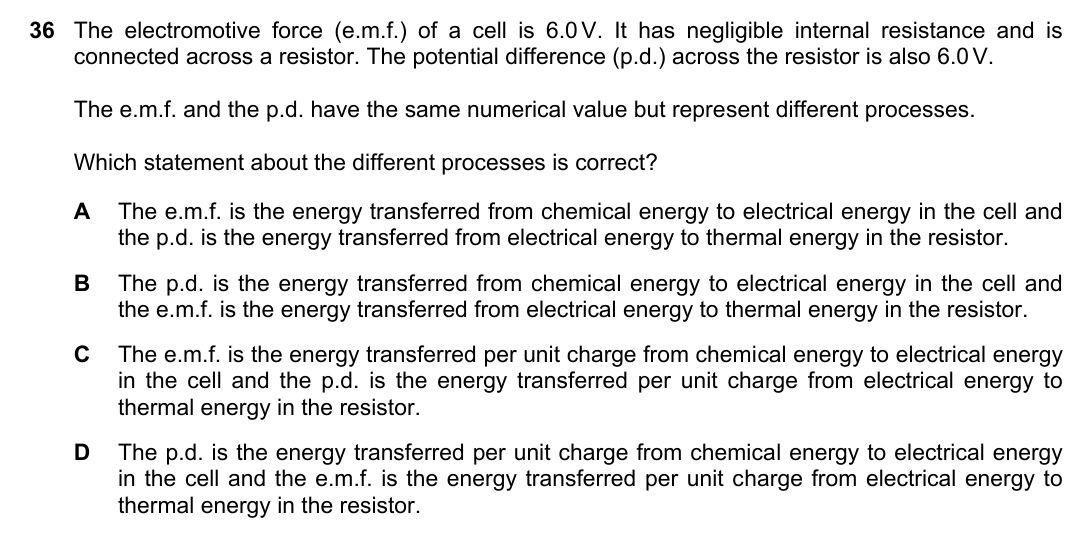 36 The electromotive force (e.m.f.) of a cell is 6.0 V. It has negligible internal resistance and is
connected across a resistor. The potential difference (p.d.) across the resistor is also 6.0 V.
The e.m.f. and the p.d. have the same numerical value but represent different processes.
Which statement about the different processes is correct?
A The e.m.f. is the energy transferred from chemical energy to electrical energy in the cell and
the p.d. is the energy transferred from electrical energy to thermal energy in the resistor.
B The p.d. is the energy transferred from chemical energy to electrical energy in the cell and
the e.m.f. is the energy transferred from electrical energy to thermal energy in the resistor.
C The e.m.f. is the energy transferred per unit charge from chemical energy to electrical energy
in the cell and the p.d. is the energy transferred per unit charge from electrical energy to
thermal energy in the resistor.
D The p.d. is the energy transferred per unit charge from chemical energy to electrical energy
in the cell and the e.m.f. is the energy transferred per unit charge from electrical energy to
thermal energy in the resistor.